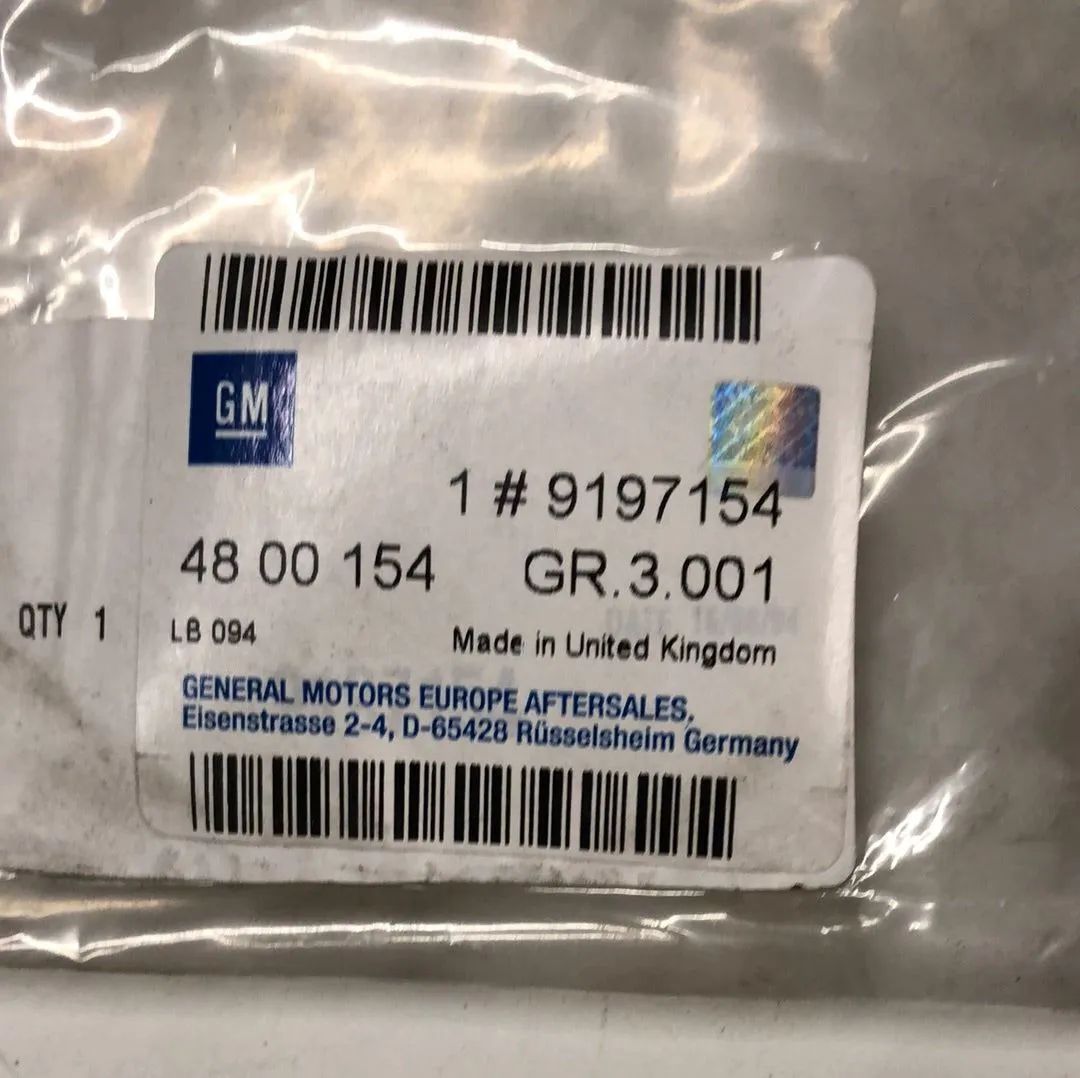 GM
1 # 9197154
48 00 154 GR.3.001
QTY 1
LB 094 Made in United Kingdom
GENERAL MOTORS EUROPE AFTERSALES,
Eisenstrasse 2-4, D-65428 Rüsselsheim Germany